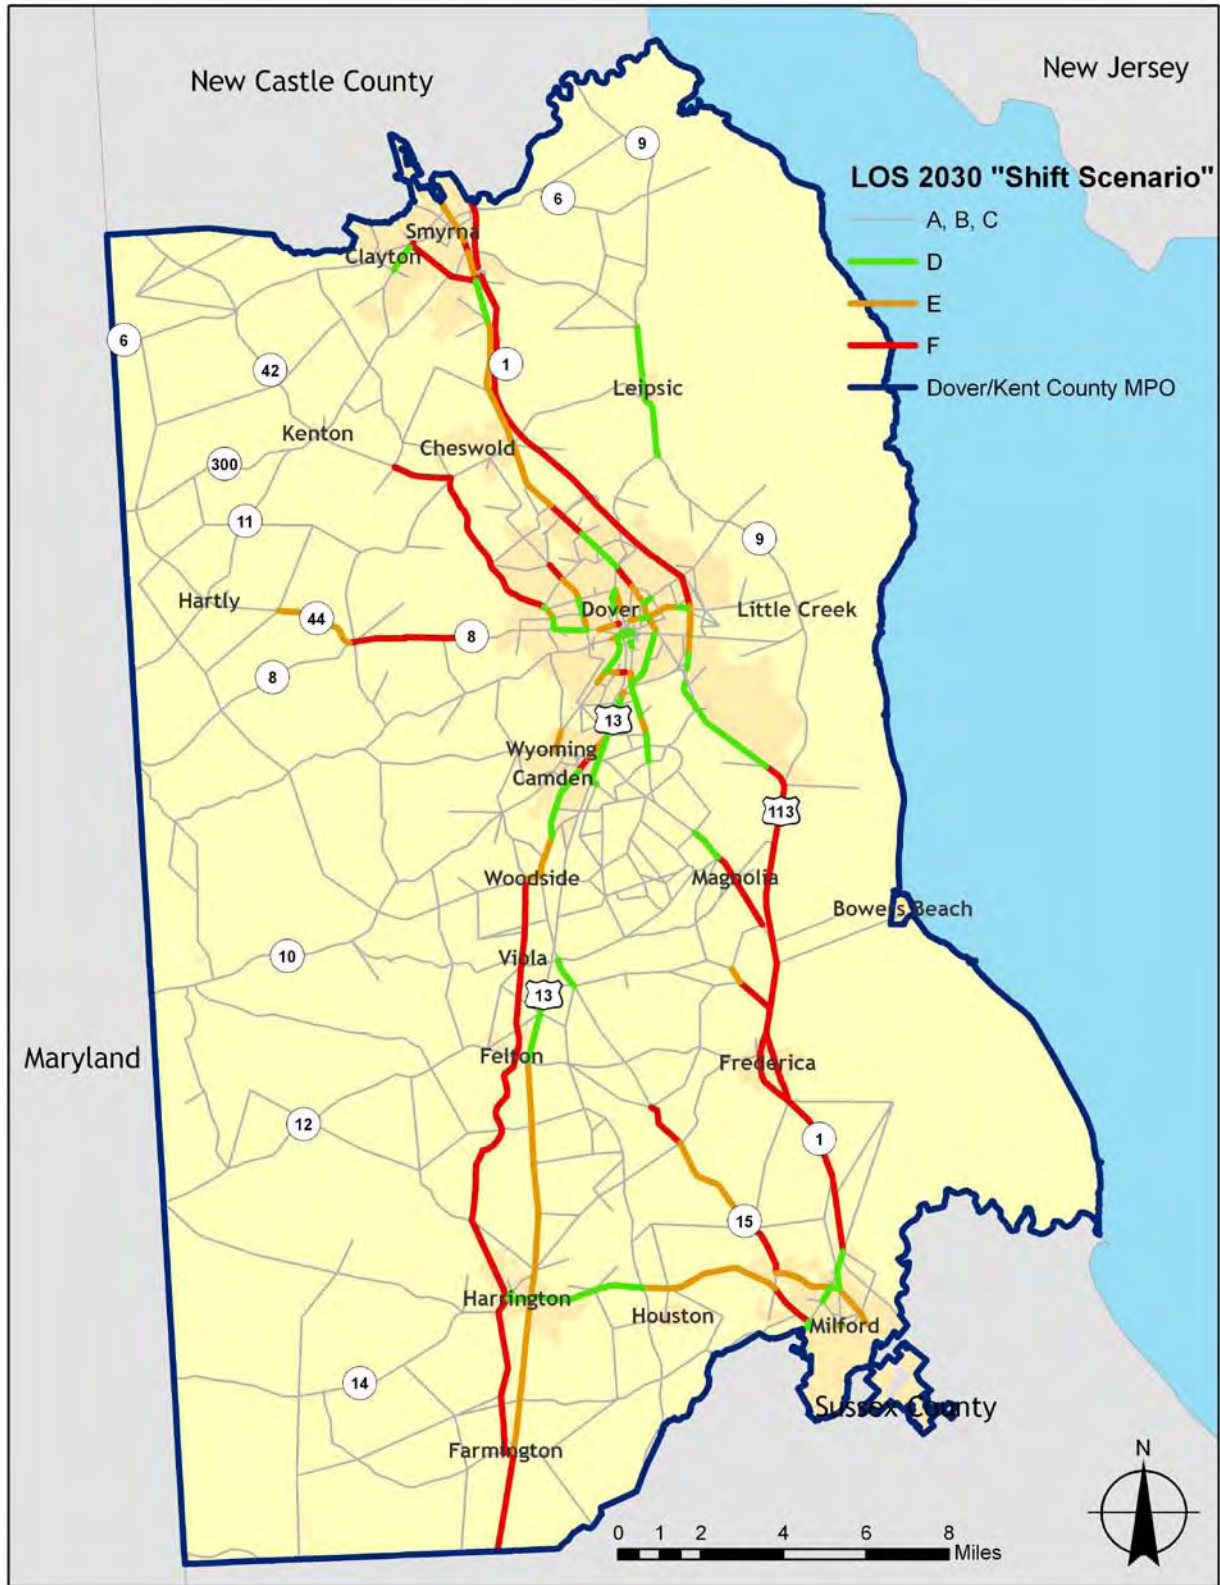 New Castle County
New Jersey
9
LOS 2030 "Shift Scenario"
6
A, B, C
Smyrna
Clayton
D
E
6
F
42
1
Leipsic
Dover/Kent County MPO
Kenton
Cheswold
300
11
9
Hartly
44
Dover
Little Creek
8
8
13
Wyoming
Camden
113
Woodside
Magnolia
Bowers Beach
10
Viola
13
Maryland
Felton
Frederica
12
1
15
Harrington
Houston
Milford
14
Sussex County
Farmington
N
0 1 2 4 6 8
Miles